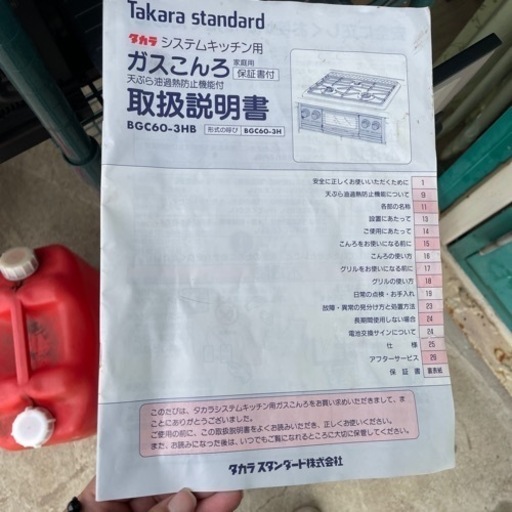 Takara standard
タカラ システムキッチン用
ガスこんろ 家庭用 保証書付
天ぷら油過熱防止機能付
取扱説明書
BGC60-3HB 形式の呼び BGC60-3H
安全に正しくお使いいただくために 1
天ぷら油過熱防止機能について 9
各部の名称 11
設置にあたって 13
ご使用にあたって 14
こんろをお使いになる前に 15
こんろの使い方 16
グリルをお使いになる前に 17
グリルの使い方 18
日常の点検・お手入れ 19
故障・異常の見分け方と処置方法 23
長期間使用しない場合 24
電池交換サインについて 24
仕様 25
アフターサービス 26
保証書 裏表紙
このたびは、タカラシステムキッチン用ガスこんろをお買い求めいただきまして、ま
ことにありがとうございました。
ご使用の前に、この取扱説明書をよくお読みいただき、正しくお使いください。
また、お読みになった後は、いつでもご覧になれるところに大切に保管してください。
タカラスタンダード株式会社